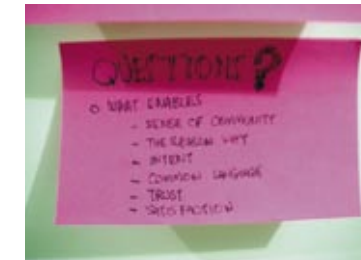 QUESTIONS?
O WHAT ENABLES
- SENSE OF COMMUNITY
- THE REASON WHY
- INTENT
- COMMON LANGUAGE
- TRUST
- SATISFACTION